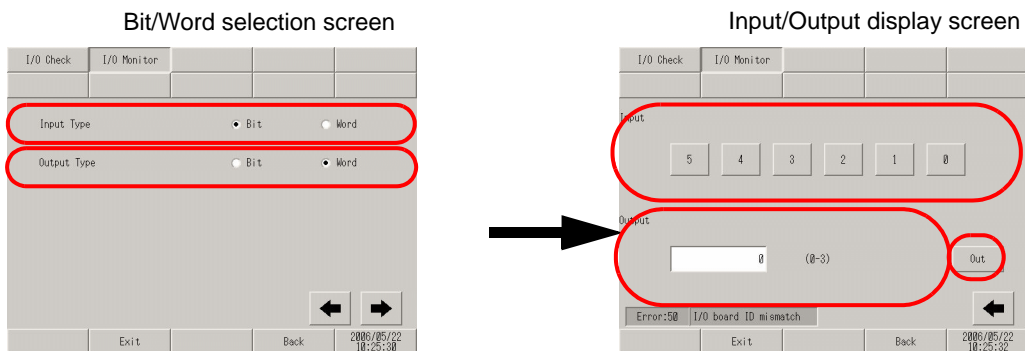 Bit/Word selection screen
I/O Check
I/O Monitor
Input Type
Bit
Word
Output Type
Bit
Word
Exit
Back
2006/05/22
10:25:30
Input/Output display screen
I/O Check
I/O Monitor
Input
5
4
3
2
1
0
Output
0
(0-3)
Out
Error:50
I/O board ID mismatch
Exit
Back
2006/05/22
10:25:32